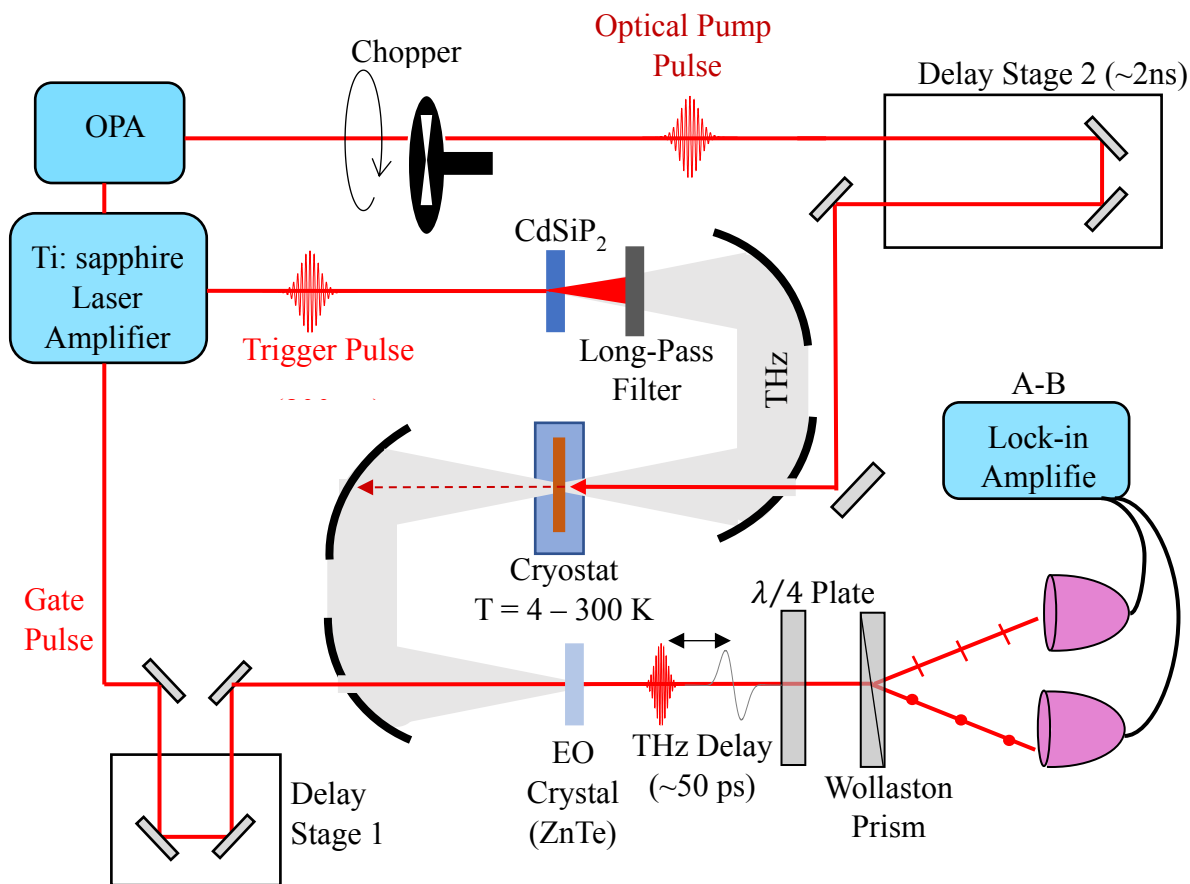 Optical Pump
Pulse
Chopper
Delay Stage 2 (~2ns)
OPA
CdSiP₂
Ti: sapphire
Laser
Amplifier
Trigger Pulse
Long-Pass
Filter
THz
A-B
Lock-in
Amplifie
Cryostat
T = 4 – 300 K
λ/4 Plate
Gate
Pulse
THz Delay
(~50 ps)
EO
Crystal
(ZnTe)
Wollaston
Prism
Delay
Stage 1